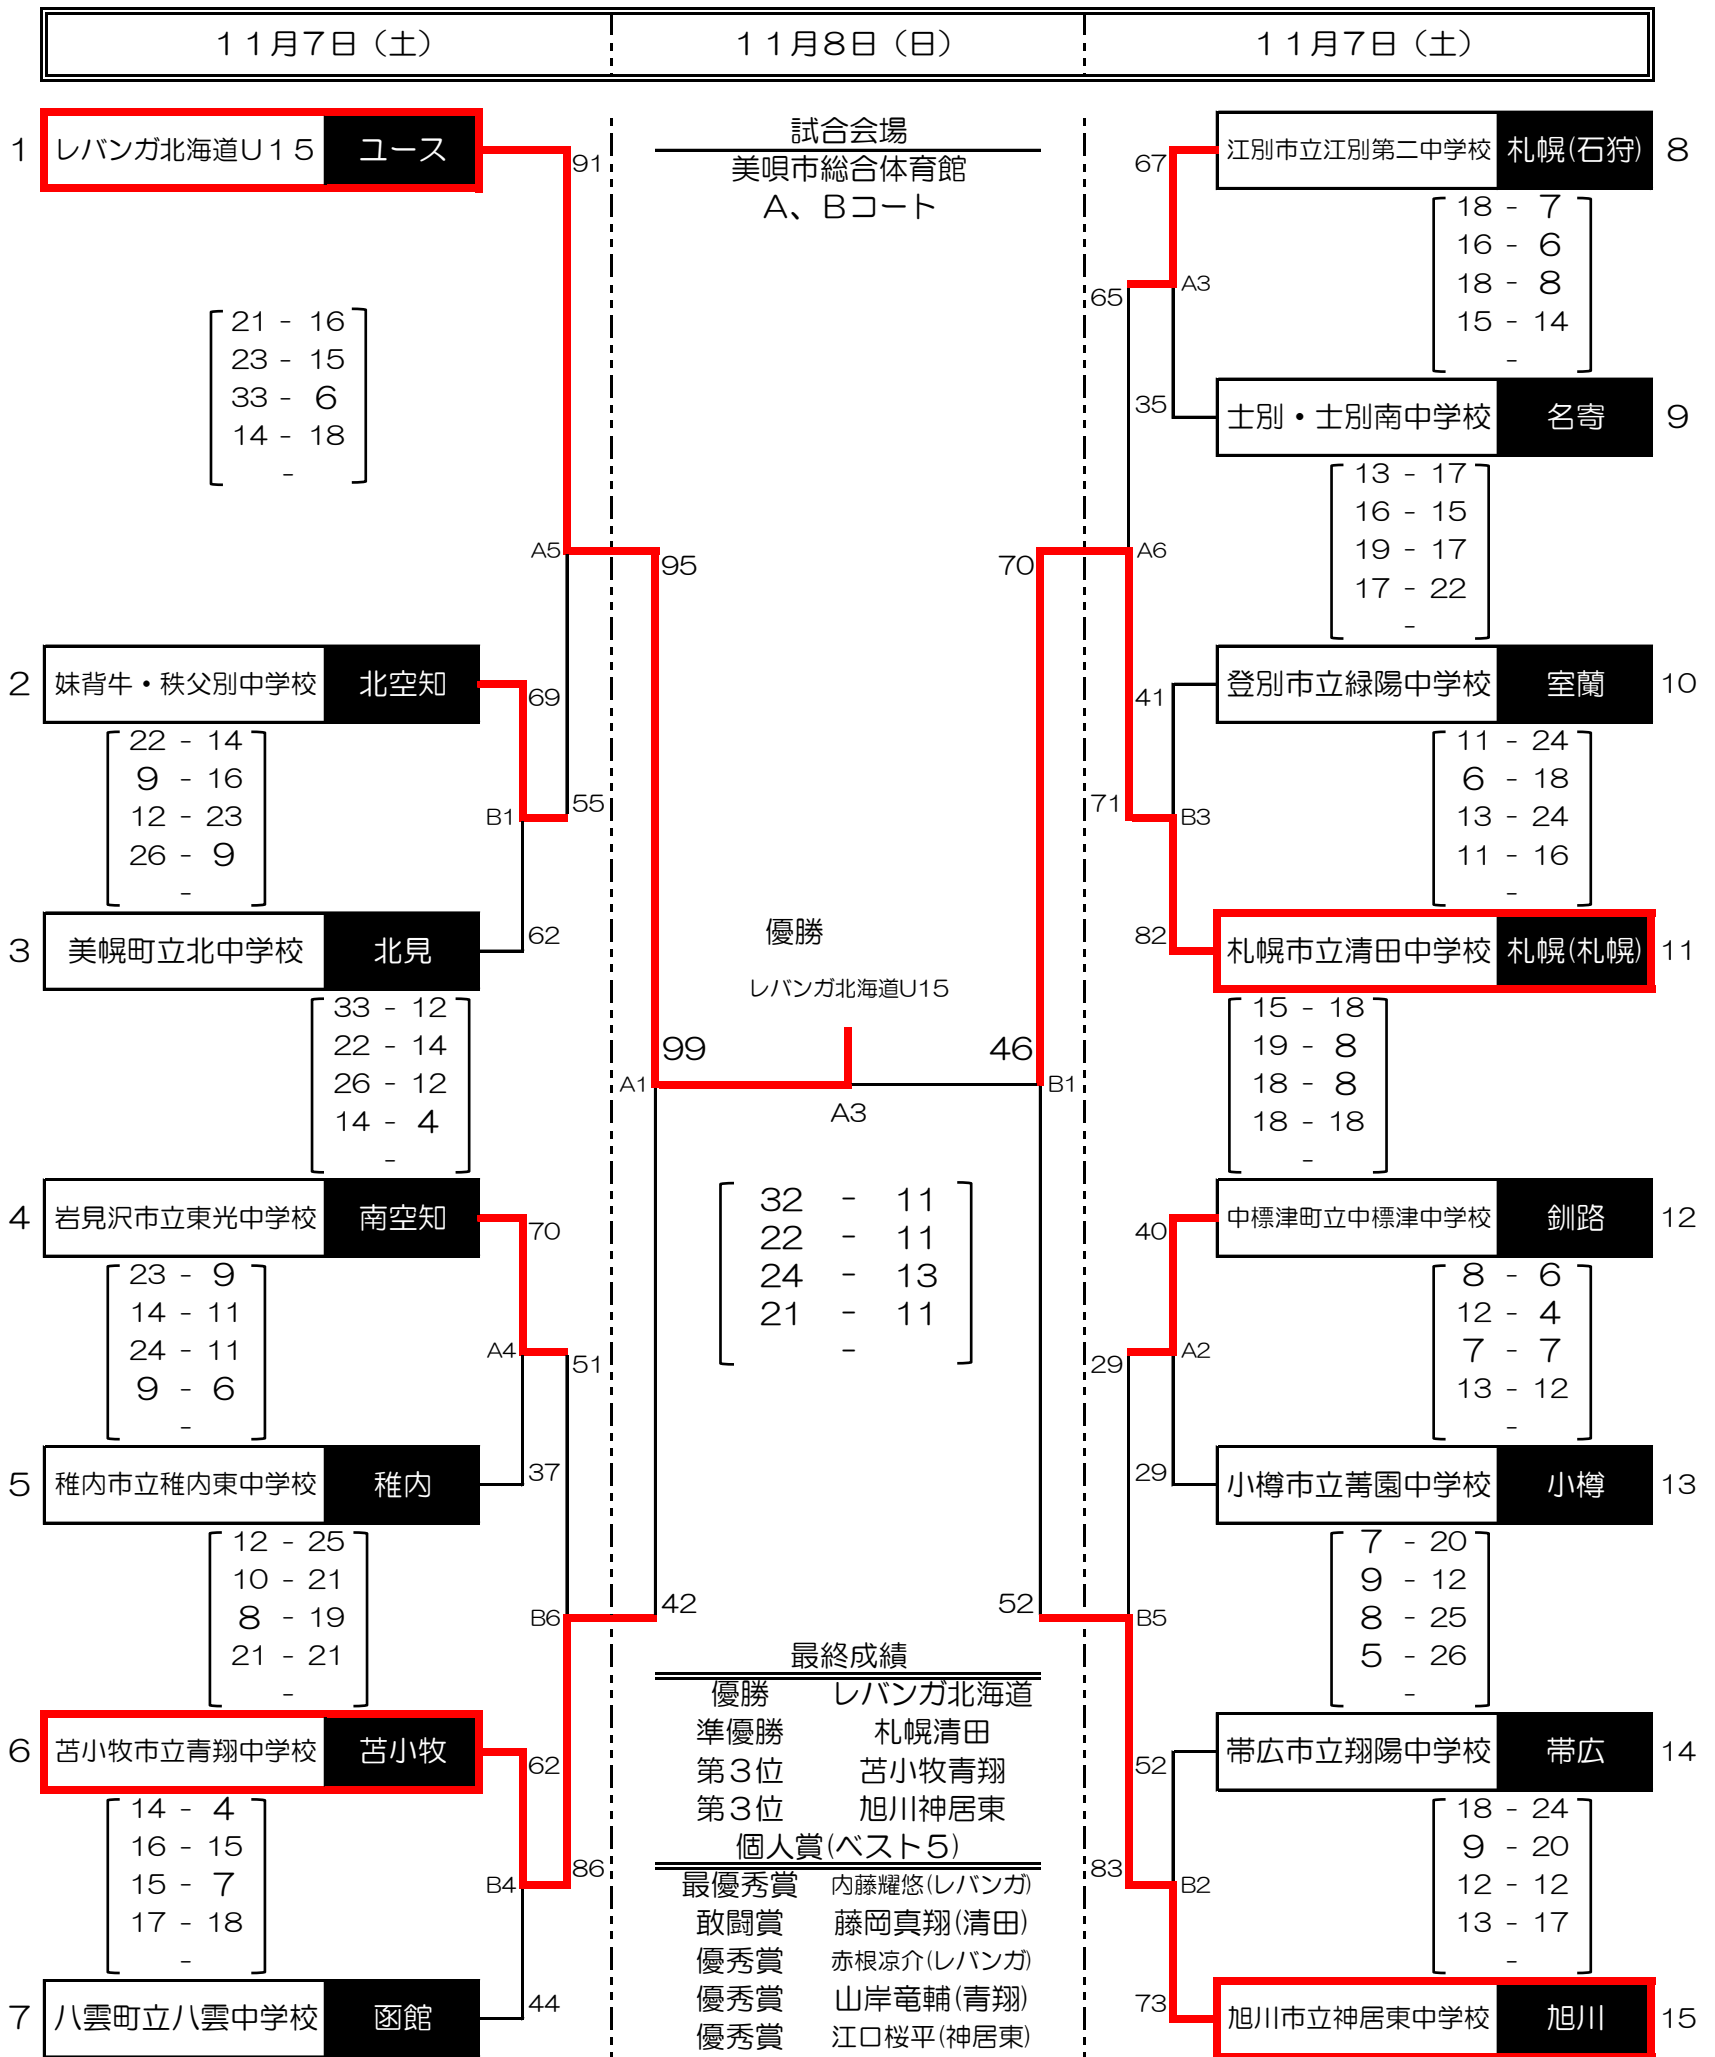 11月7日（土）
11月8日（日）
11月7日（土）
試合会場
美唄市総合体育館
A、Bコート
1 レバンガ北海道U15 ユース
91
21 - 16
23 - 15
33 - 6
14 - 18
-
A5
95
2 妹背牛・秩父別中学校 北空知
69
22 - 14
9 - 16
12 - 23
26 - 9
-
B1
55
3 美幌町立北中学校 北見
62
33 - 12
22 - 14
26 - 12
14 - 4
-
A1
99
4 岩見沢市立東光中学校 南空知
70
23 - 9
14 - 11
24 - 11
9 - 6
-
A4
51
5 稚内市立稚内東中学校 稚内
37
12 - 25
10 - 21
8 - 19
21 - 21
-
B6
42
6 苫小牧市立青翔中学校 苫小牧
62
14 - 4
16 - 15
15 - 7
17 - 18
-
B4
86
7 八雲町立八雲中学校 函館
44
優勝
レバンガ北海道U15
A3
32 - 11
22 - 11
24 - 13
21 - 11
-
最終成績
優勝 レバンガ北海道
準優勝 札幌清田
第3位 苫小牧青翔
第3位 旭川神居東
個人賞(ベスト5)
最優秀賞 内藤耀悠(レバンガ)
敢闘賞 藤岡真翔(清田)
優秀賞 赤根涼介(レバンガ)
優秀賞 山岸竜輔(青翔)
優秀賞 江口桜平(神居東)
67
江別市立江別第二中学校 札幌(石狩) 8
18 - 7
16 - 6
18 - 8
15 - 14
-
65
A3
35
士別・士別南中学校 名寄 9
13 - 17
16 - 15
19 - 17
17 - 22
-
70
A6
41
登別市立緑陽中学校 室蘭 10
11 - 24
6 - 18
13 - 24
11 - 16
-
71
B3
82
札幌市立清田中学校 札幌(札幌) 11
15 - 18
19 - 8
18 - 8
18 - 18
-
46
B1
40
中標津町立中標津中学校 釧路 12
8 - 6
12 - 4
7 - 7
13 - 12
-
29
A2
29
小樽市立菁園中学校 小樽 13
7 - 20
9 - 12
8 - 25
5 - 26
-
52
B5
52
帯広市立翔陽中学校 帯広 14
18 - 24
9 - 20
12 - 12
13 - 17
-
83
B2
73
旭川市立神居東中学校 旭川 15